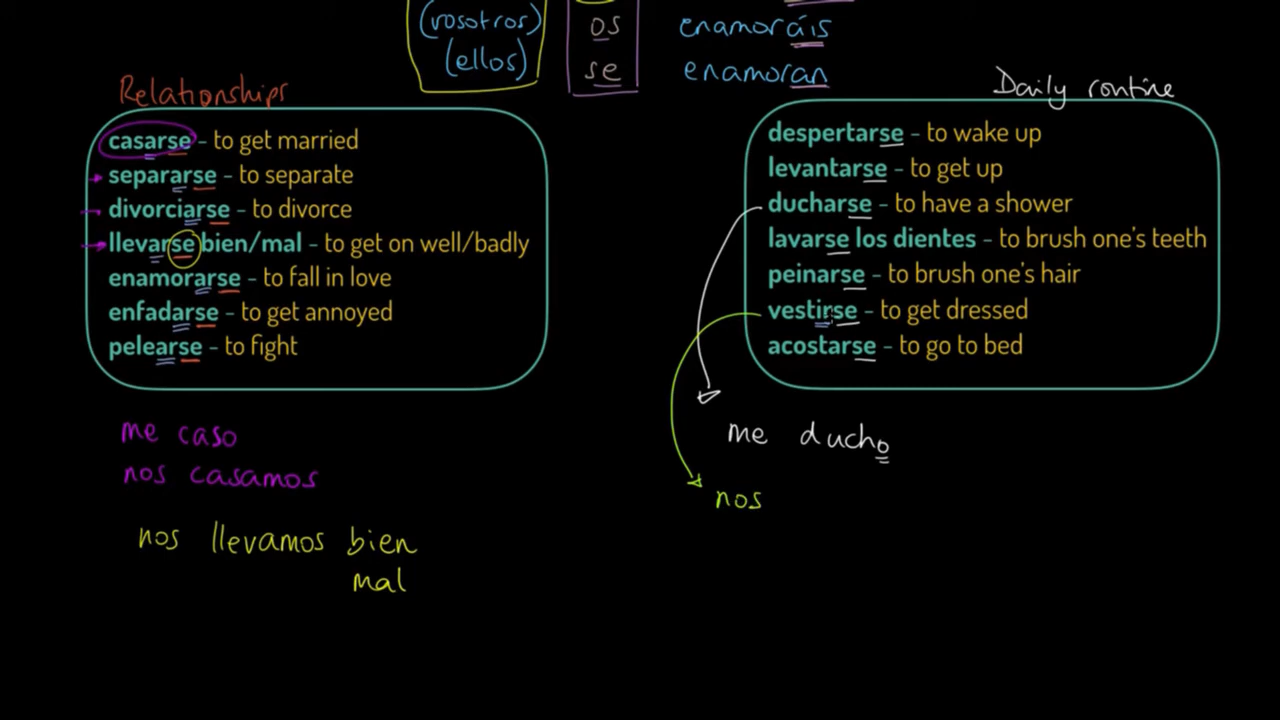 (vosotros) os enamoráis
(ellos) se enamoran
Relationships
casarse - to get married
separarse - to separate
divorciarse - to divorce
llevarse bien/mal - to get on well/badly
enamorarse - to fall in love
enfadarse - to get annoyed
pelearse - to fight
me caso
nos casamos
nos llevamos bien
mal
Daily routine
despertarse - to wake up
levantarse - to get up
ducharse - to have a shower
lavarse los dientes - to brush one's teeth
peinarse - to brush one's hair
vestirse - to get dressed
acostarse - to go to bed
me ducho
nos